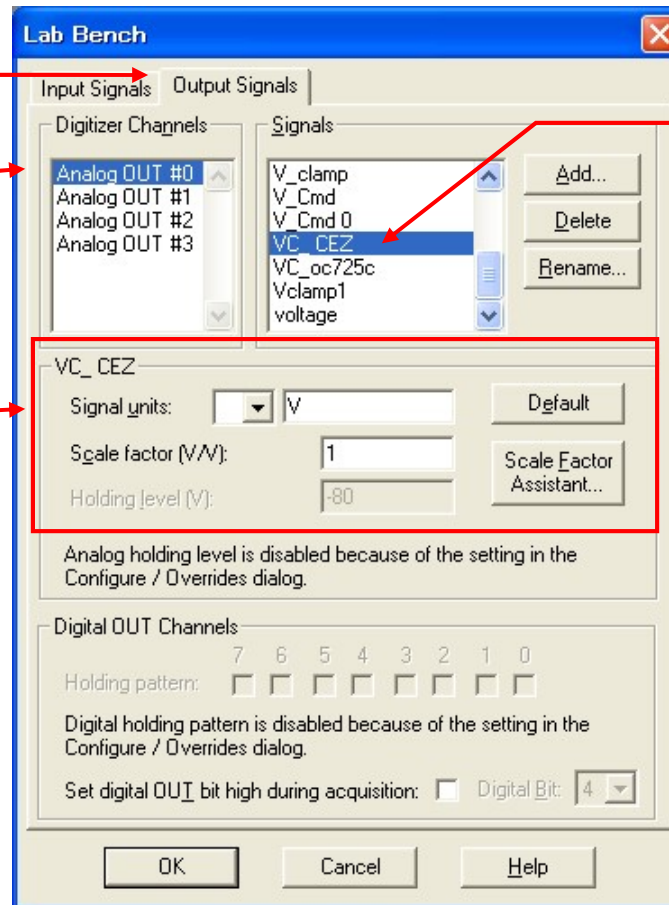 Lab Bench
Input Signals Output Signals
Digitizer Channels
Analog OUT #0
Analog OUT #1
Analog OUT #2
Analog OUT #3
Signals
V_clamp
V_Cmd
V_Cmd 0
VC_ CEZ
VC_oc725c
Vclamp1
voltage
Add...
Delete
Rename...
VC_ CEZ
Signal units: V
Default
Scale factor (V/V): 1
Scale Factor
Assistant...
Holding level (V): -80
Analog holding level is disabled because of the setting in the
Configure / Overrides dialog.
Digital OUT Channels
7 6 5 4 3 2 1 0
Holding pattern:
Digital holding pattern is disabled because of the setting in the
Configure / Overrides dialog.
Set digital OUT bit high during acquisition: Digital Bit: 4
OK Cancel Help